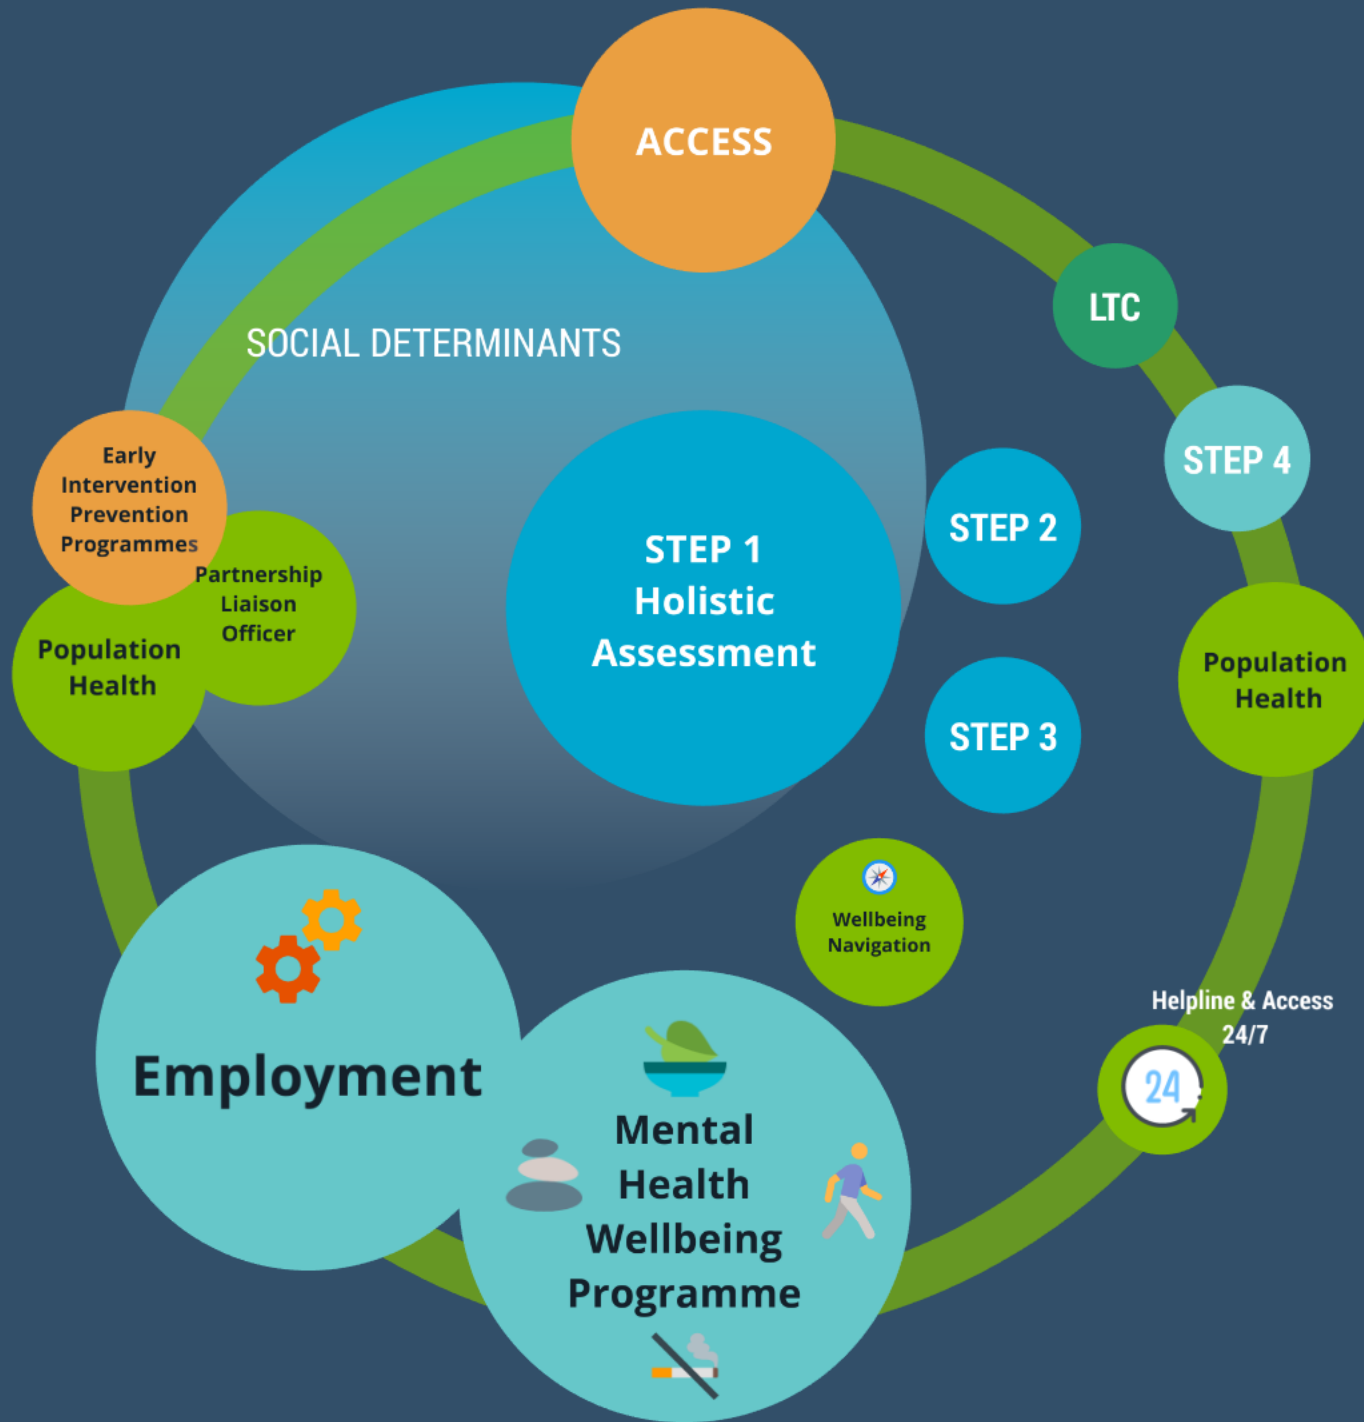 ACCESS
LTC
SOCIAL DETERMINANTS
STEP 4
Early
Intervention
Prevention
Programmes
Partnership
Liaison
Officer
Population
Health
STEP 1
Holistic
Assessment
STEP 2
STEP 3
Population
Health
Wellbeing
Navigation
Helpline & Access
24/7
24
Employment
Mental
Health
Wellbeing
Programme